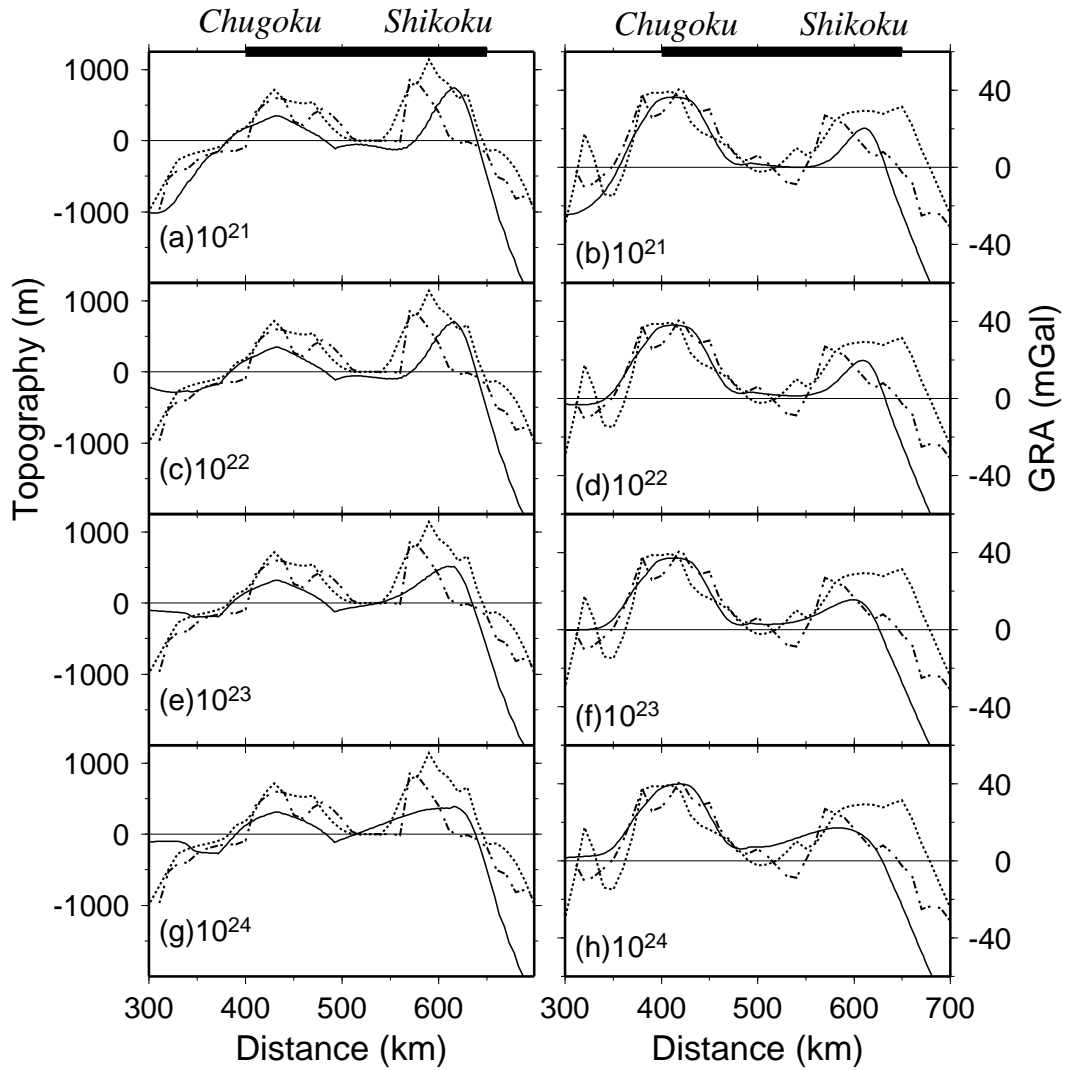 Chugoku Shikoku Chugoku Shikoku
1000
0
-1000
(a)10²¹
40
0
-40
(b)10²¹
1000
0
-1000
(c)10²²
40
0
-40
(d)10²²
1000
0
-1000
(e)10²³
40
0
-40
(f)10²³
1000
0
-1000
(g)10²⁴
40
0
-40
(h)10²⁴
Topography (m)
GRA (mGal)
300 400 500 600 300 400 500 600 700
Distance (km) Distance (km)